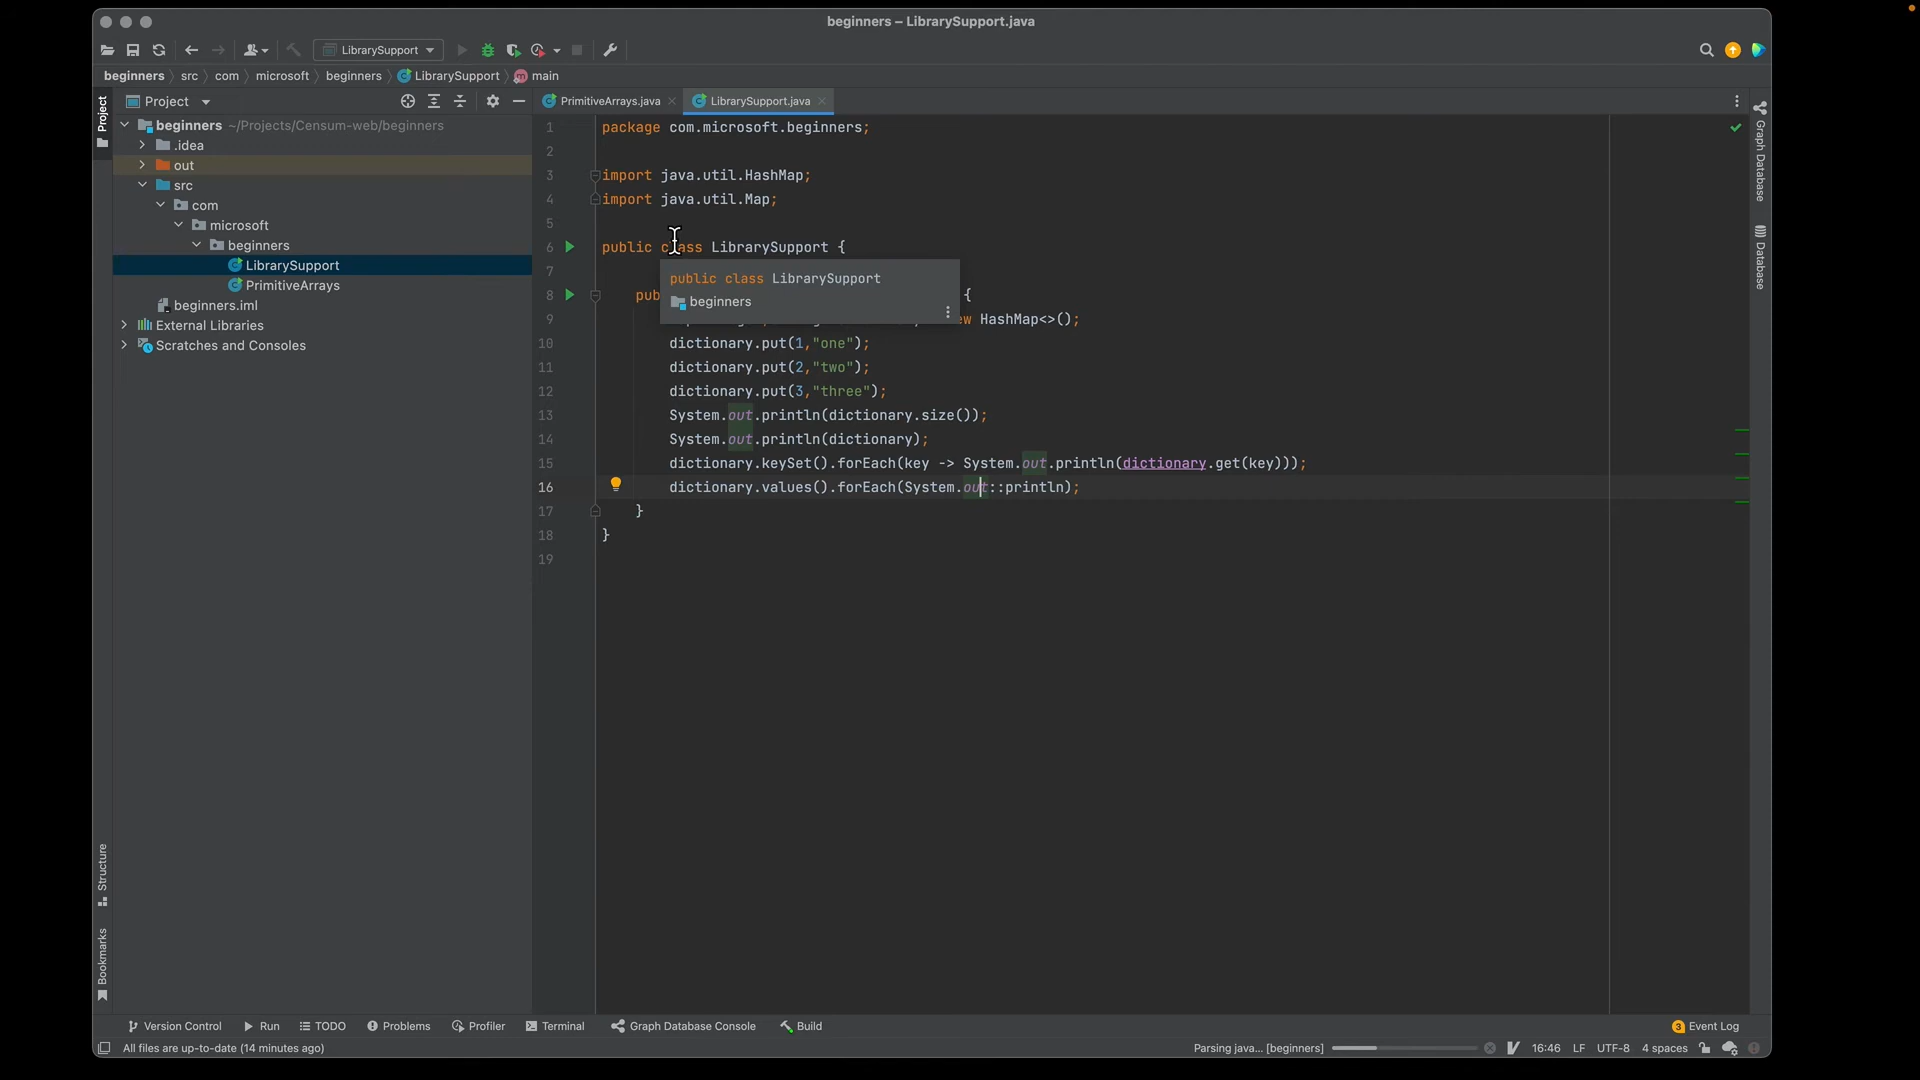 beginners – LibrarySupport.java
LibrarySupport
beginners src com microsoft beginners LibrarySupport main
Project
Project
beginners ~/Projects/Censum-web/beginners
.idea
out
src
com
microsoft
beginners
LibrarySupport
PrimitiveArrays
beginners.iml
External Libraries
Scratches and Consoles
Structure
Bookmarks
PrimitiveArrays.java LibrarySupport.java
1 package com.microsoft.beginners;
2
3 import java.util.HashMap;
4 import java.util.Map;
5
6 public class LibrarySupport {
7
public class LibrarySupport
beginners
8 pub {
9 HashMap<>();
10 dictionary.put(1,"one");
11 dictionary.put(2,"two");
12 dictionary.put(3,"three");
13 System.out.println(dictionary.size());
14 System.out.println(dictionary);
15 dictionary.keySet().forEach(key -> System.out.println(dictionary.get(key)));
16 dictionary.values().forEach(System.out::println);
17 }
18 }
19
Graph Database
Database
Version Control Run TODO Problems Profiler Terminal Graph Database Console Build 3 Event Log
All files are up-to-date (14 minutes ago) Parsing java... [beginners] 16:46 LF UTF-8 4 spaces